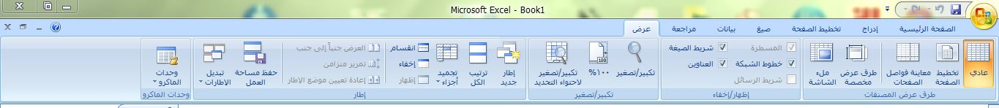 Microsoft Excel - Book1
الصفحة الرئيسية
إدراج
تخطيط الصفحة
صيغ
بيانات
مراجعة
عرض
عادي
تخطيط
الصفحة
معاينة فواصل
الصفحات
طرق عرض
مخصصة
ملء
الشاشة
طرق عرض المصنفات
المسطرة
خطوط الشبكة
شريط الرسائل
شريط الصيغة
العناوين
إظهار/إخفاء
تكبير/تصغير
١٠٠%
100
تكبير/تصغير
لاحتواء التحديد
تكبير/تصغير
إطار
جديد
ترتيب
الكل
تجميد
أجزاء
انقسام
إخفاء
إظهار
العرض جنباً إلى جنب
تمرير متزامن
إعادة تعيين موضع الإطار
حفظ مساحة
العمل
تبديل
الإطارات
إطار
وحدات
الماكرو
وحدات الماكرو